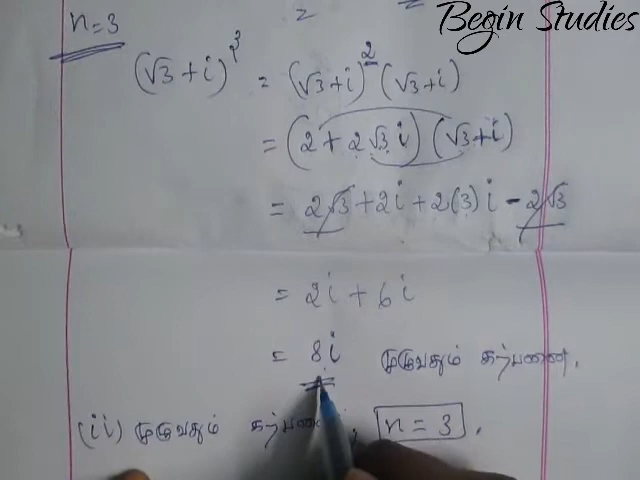 Begin Studies
n=3
(√3+i)³ = (√3+i)² (√3+i)
= (2 + 2√3 i) (√3+i)
= 2√3 + 2i + 2(3)i - 2√3
= 2i + 6i
= 8i முழுவதும் கற்பனை.
(ii) முழுவதும் கற்பனை, n = 3.